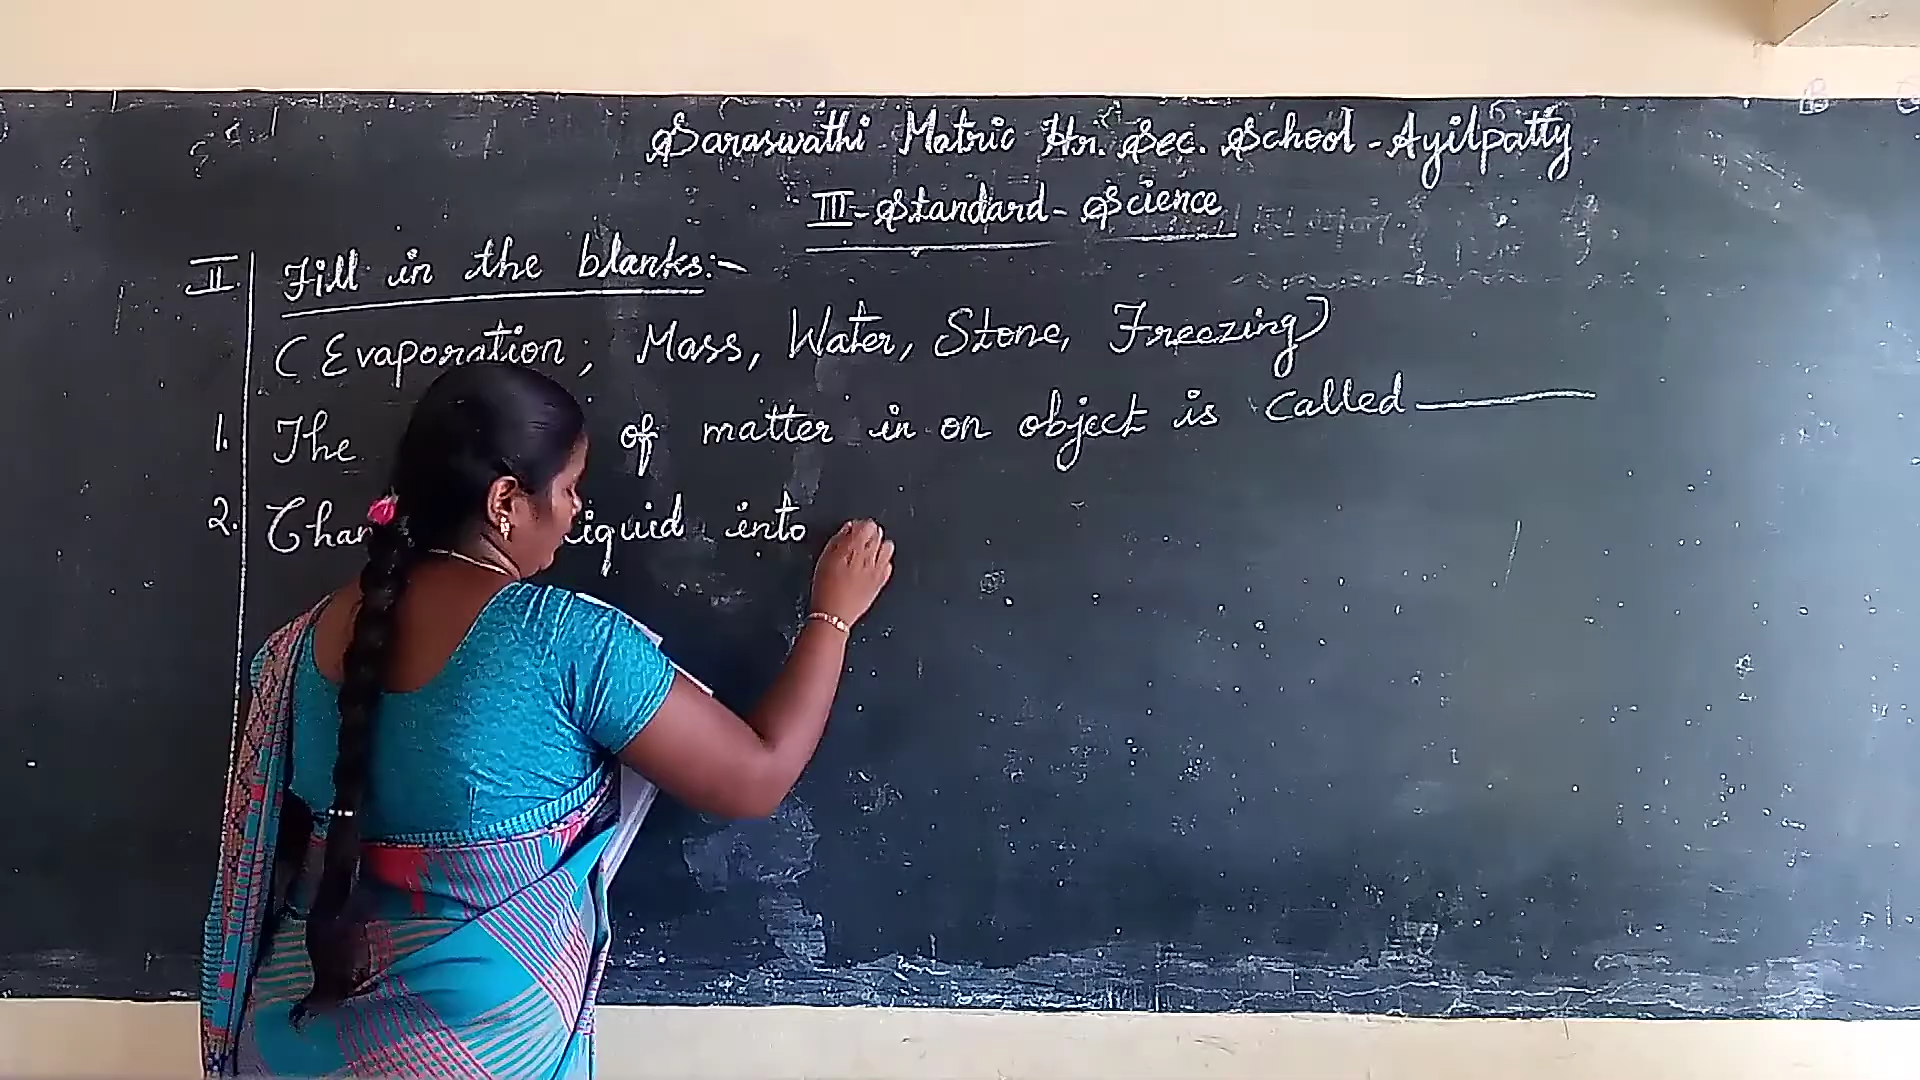 Saraswathi Matric Hr. Sec. School - Ayilpatty
III - Standard - Science
II Fill in the blanks:-
(Evaporation, Mass, Water, Stone, Freezing)
1. The of matter in on object is called
2. Chan iquid into